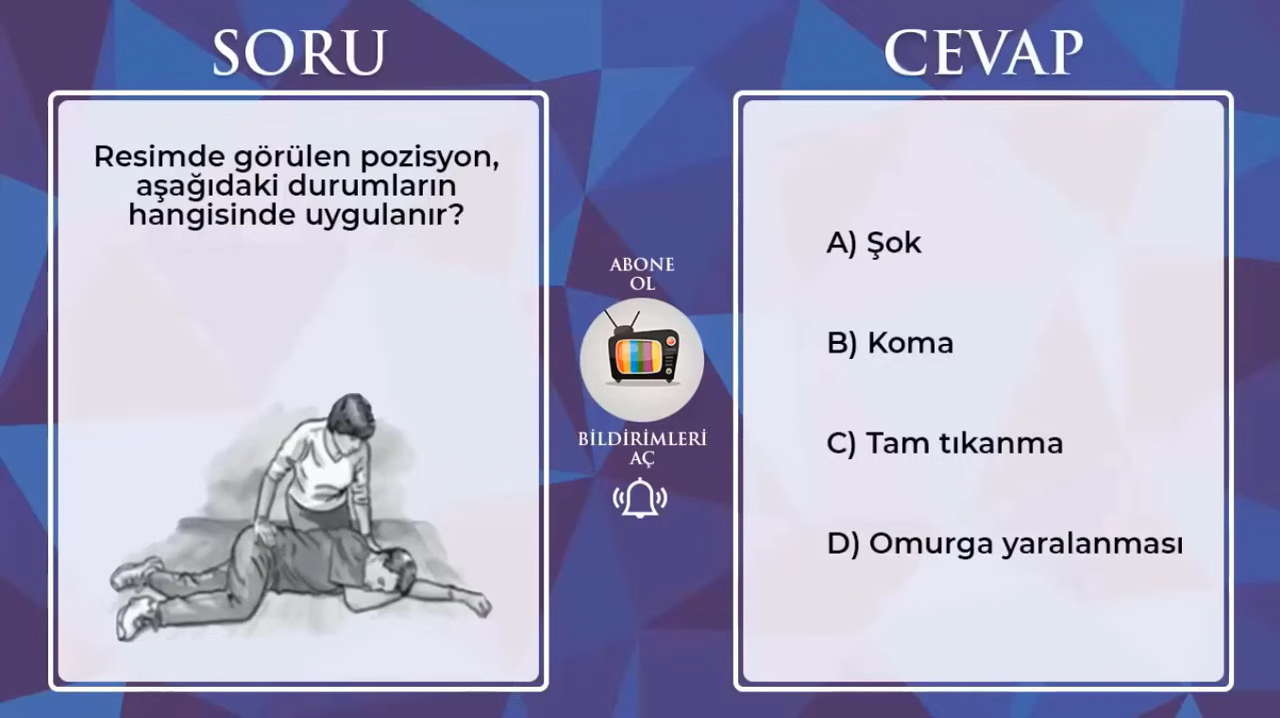 SORU
Resimde görülen pozisyon,
aşağıdaki durumların
hangisinde uygulanır?
ABONE
OL
BİLDİRİMLERİ
AÇ
CEVAP
A) Şok
B) Koma
C) Tam tıkanma
D) Omurga yaralanması